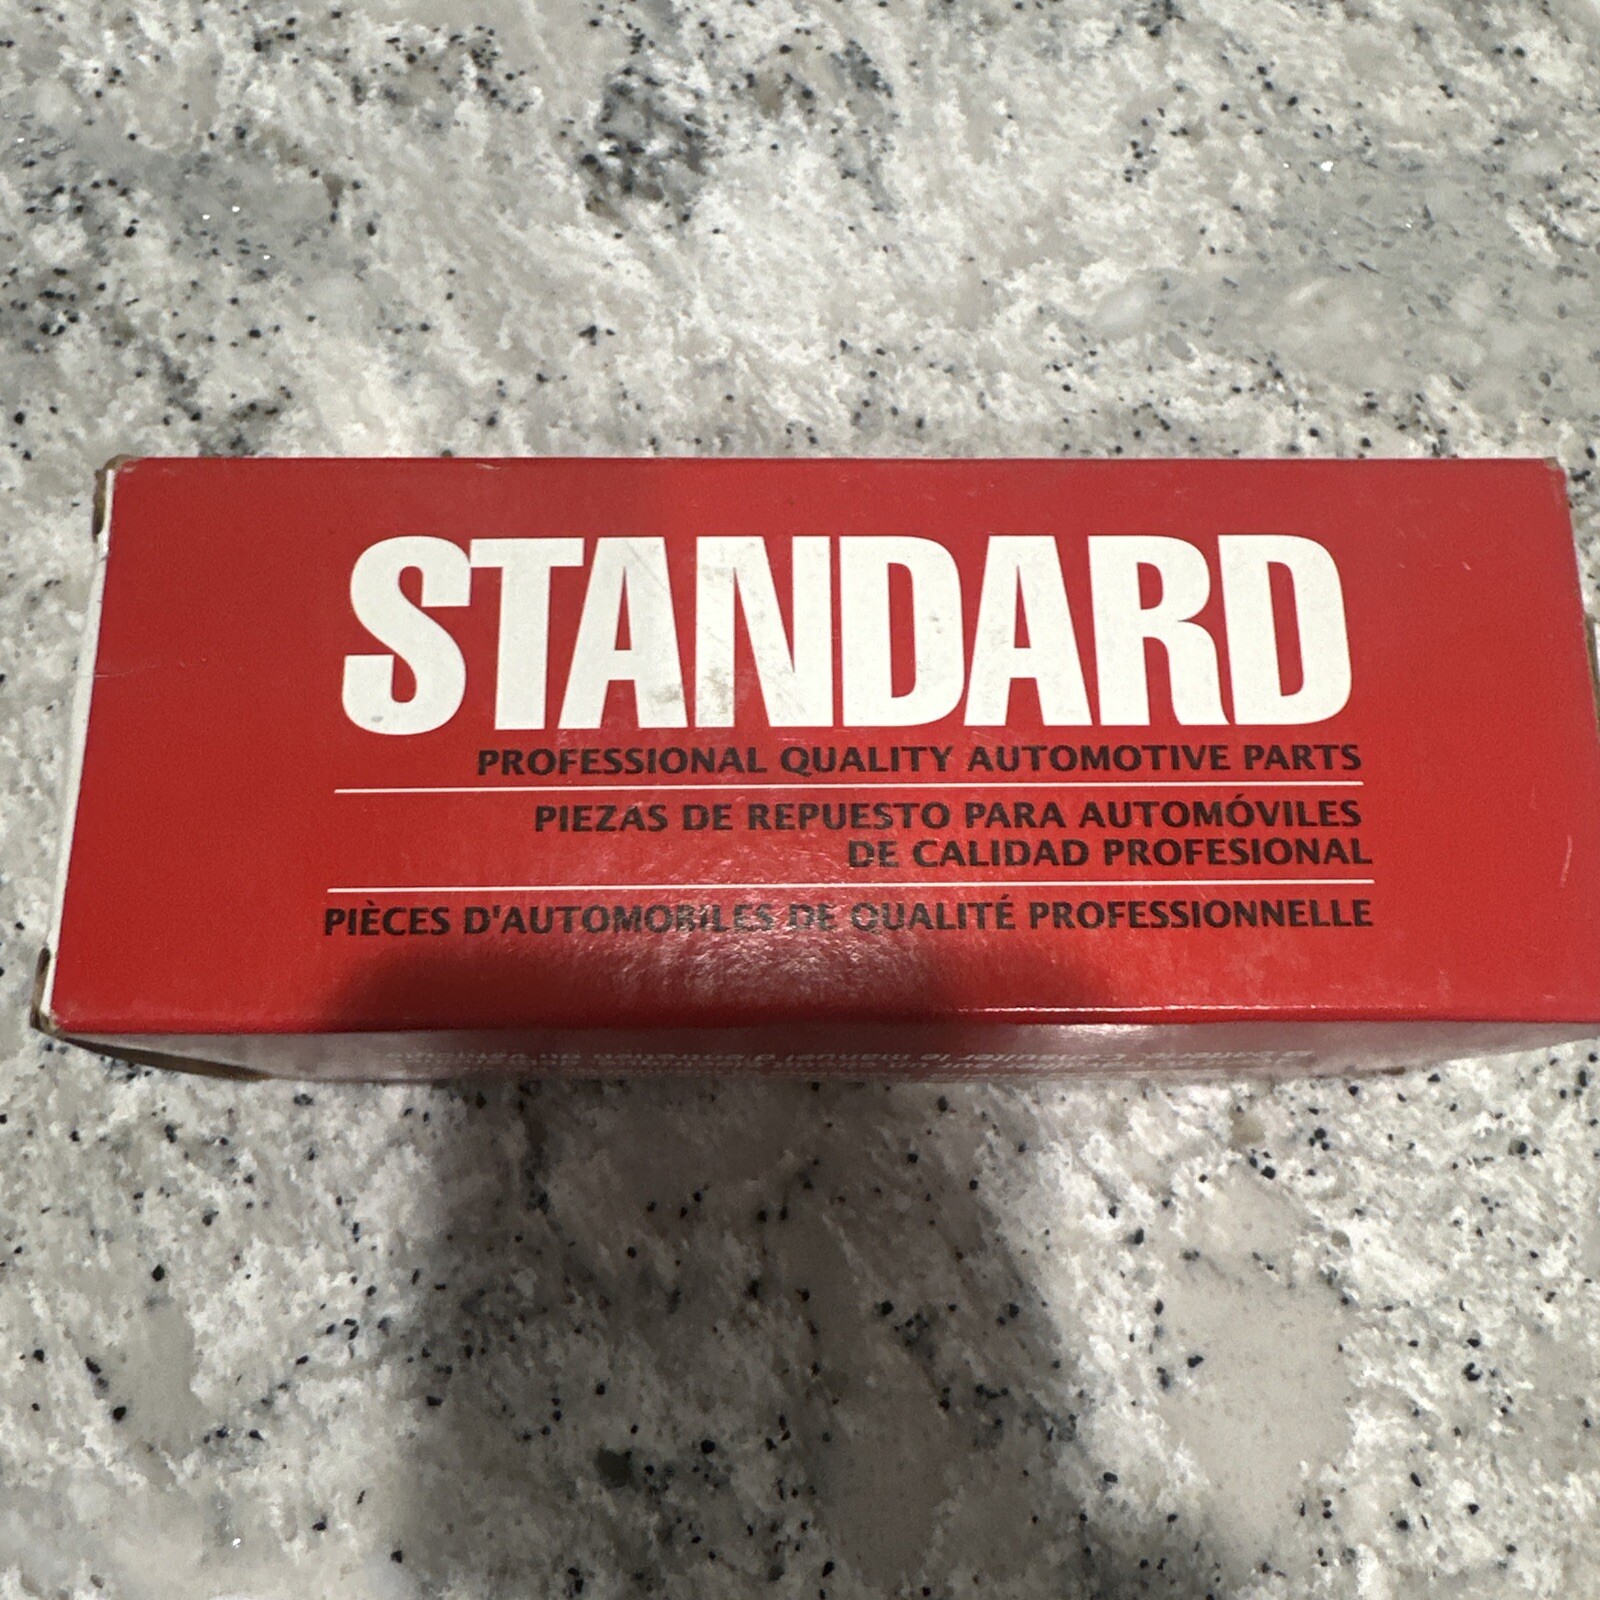 STANDARD
PROFESSIONAL QUALITY AUTOMOTIVE PARTS
PIEZAS DE REPUESTO PARA AUTOMÓVILES
DE CALIDAD PROFESIONAL
PIÈCES D'AUTOMOBILES DE QUALITÉ PROFESSIONNELLE